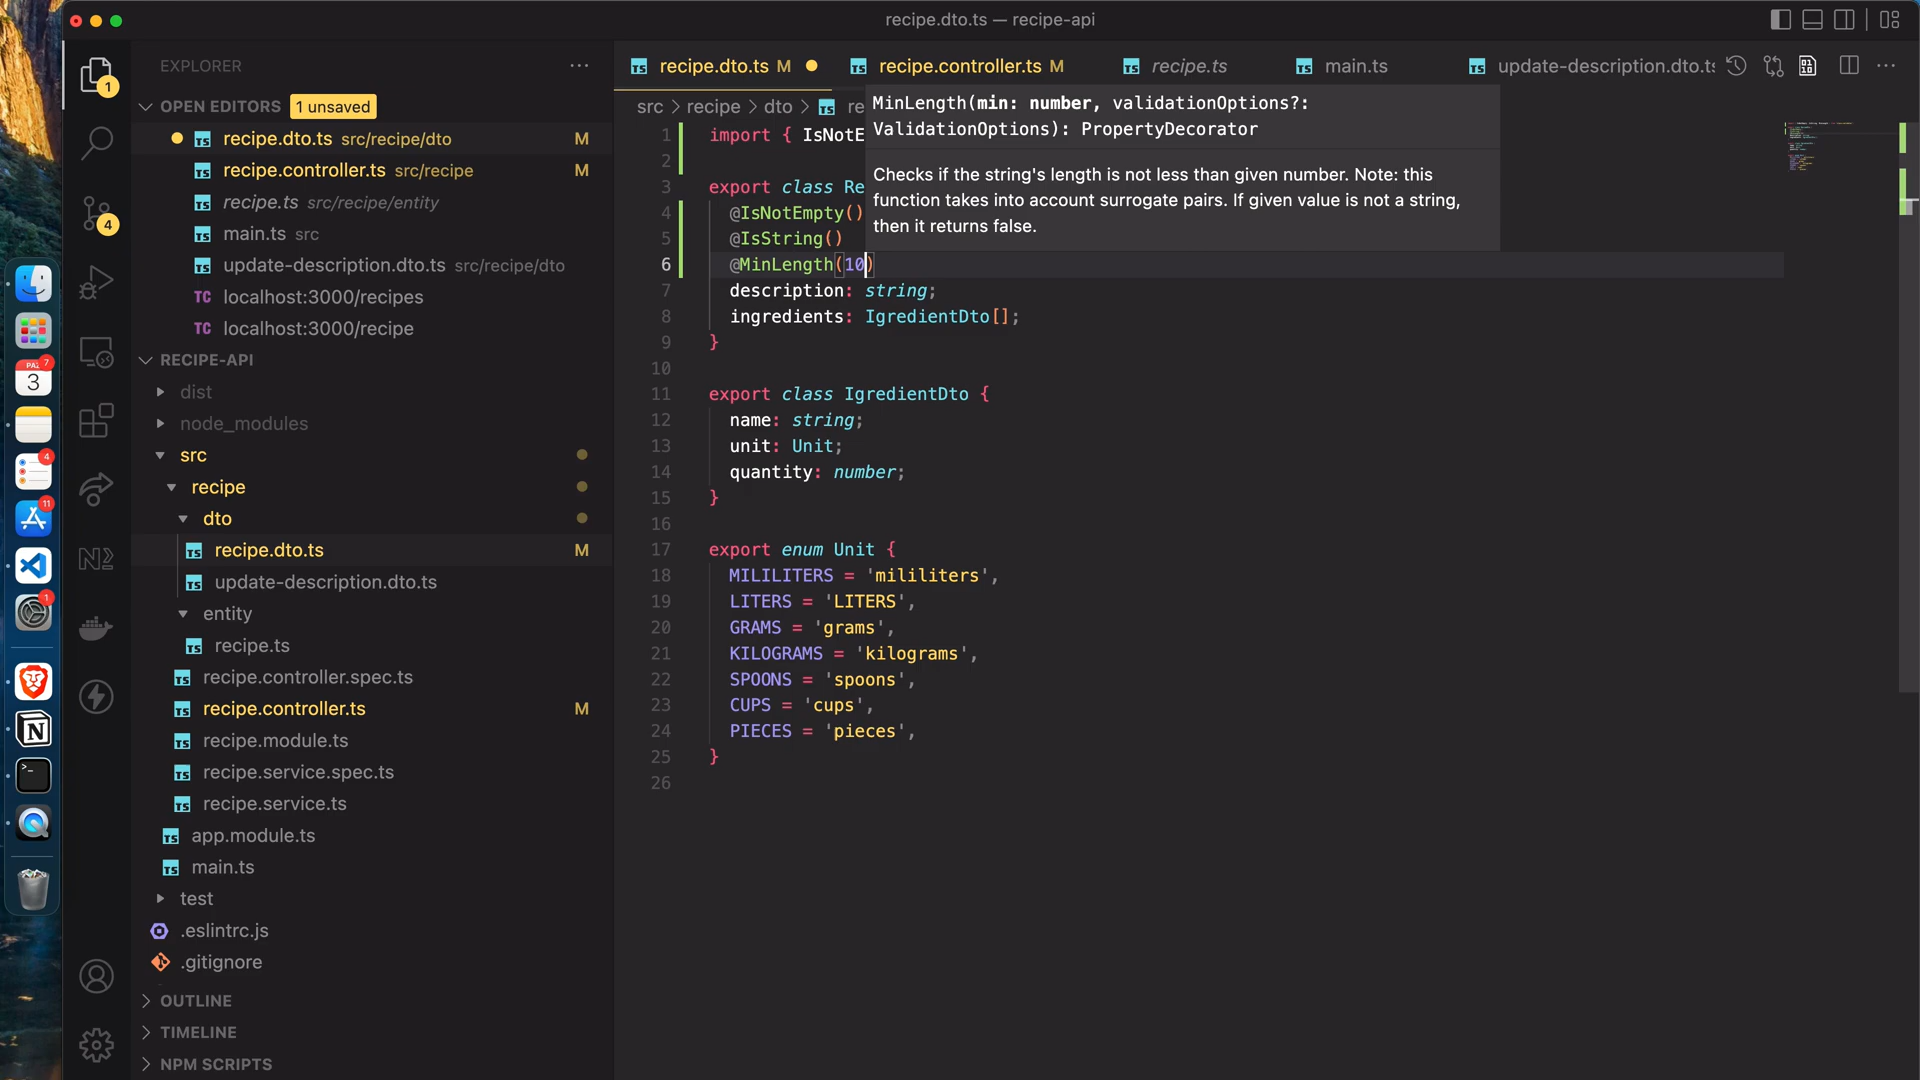 recipe.dto.ts — recipe-api
EXPLORER
OPEN EDITORS 1 unsaved
recipe.dto.ts src/recipe/dto M
recipe.controller.ts src/recipe M
recipe.ts src/recipe/entity
main.ts src
update-description.dto.ts src/recipe/dto
TC localhost:3000/recipes
TC localhost:3000/recipe
RECIPE-API
dist
node_modules
src
recipe
dto
recipe.dto.ts M
update-description.dto.ts
entity
recipe.ts
recipe.controller.spec.ts
recipe.controller.ts M
recipe.module.ts
recipe.service.spec.ts
recipe.service.ts
app.module.ts
main.ts
test
.eslintrc.js
.gitignore
OUTLINE
TIMELINE
NPM SCRIPTS
1
4
7
3
4
11
1
recipe.dto.ts M
recipe.controller.ts M
recipe.ts
main.ts
update-description.dto.ts
src > recipe > dto > re
MinLength(min: number, validationOptions?:
ValidationOptions): PropertyDecorator
Checks if the string's length is not less than given number. Note: this
function takes into account surrogate pairs. If given value is not a string,
then it returns false.
1 import { IsNotE
2
3 export class Re
4 @IsNotEmpty()
5 @IsString()
6 @MinLength(10)
7 description: string;
8 ingredients: IgredientDto[];
9 }
10
11 export class IgredientDto {
12 name: string;
13 unit: Unit;
14 quantity: number;
15 }
16
17 export enum Unit {
18 MILILITERS = 'mililiters',
19 LITERS = 'LITERS',
20 GRAMS = 'grams',
21 KILOGRAMS = 'kilograms',
22 SPOONS = 'spoons',
23 CUPS = 'cups',
24 PIECES = 'pieces',
25 }
26